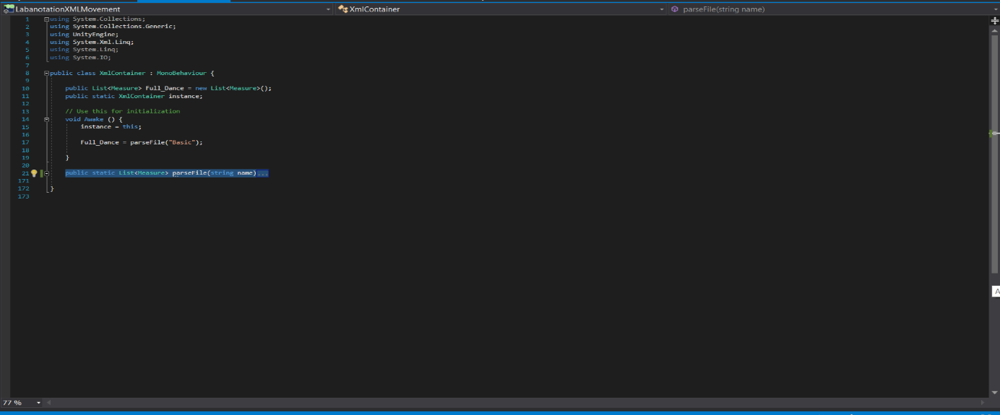 LabanotationXMLMovement XmlContainer parseFile(string name)
1 using System.Collections;
2 using System.Collections.Generic;
3 using UnityEngine;
4 using System.Xml.Linq;
5 using System.Linq;
6 using System.IO;
7
8 public class XmlContainer : MonoBehaviour {
9
10 public List<Measure> Full_Dance = new List<Measure>();
11 public static XmlContainer instance;
12
13 // Use this for initialization
14 void Awake () {
15 instance = this;
16
17 Full_Dance = parseFile("Basic");
18
19 }
20
21 public static List<Measure> parseFile(string name)...
171
172 }
173
A
77 %